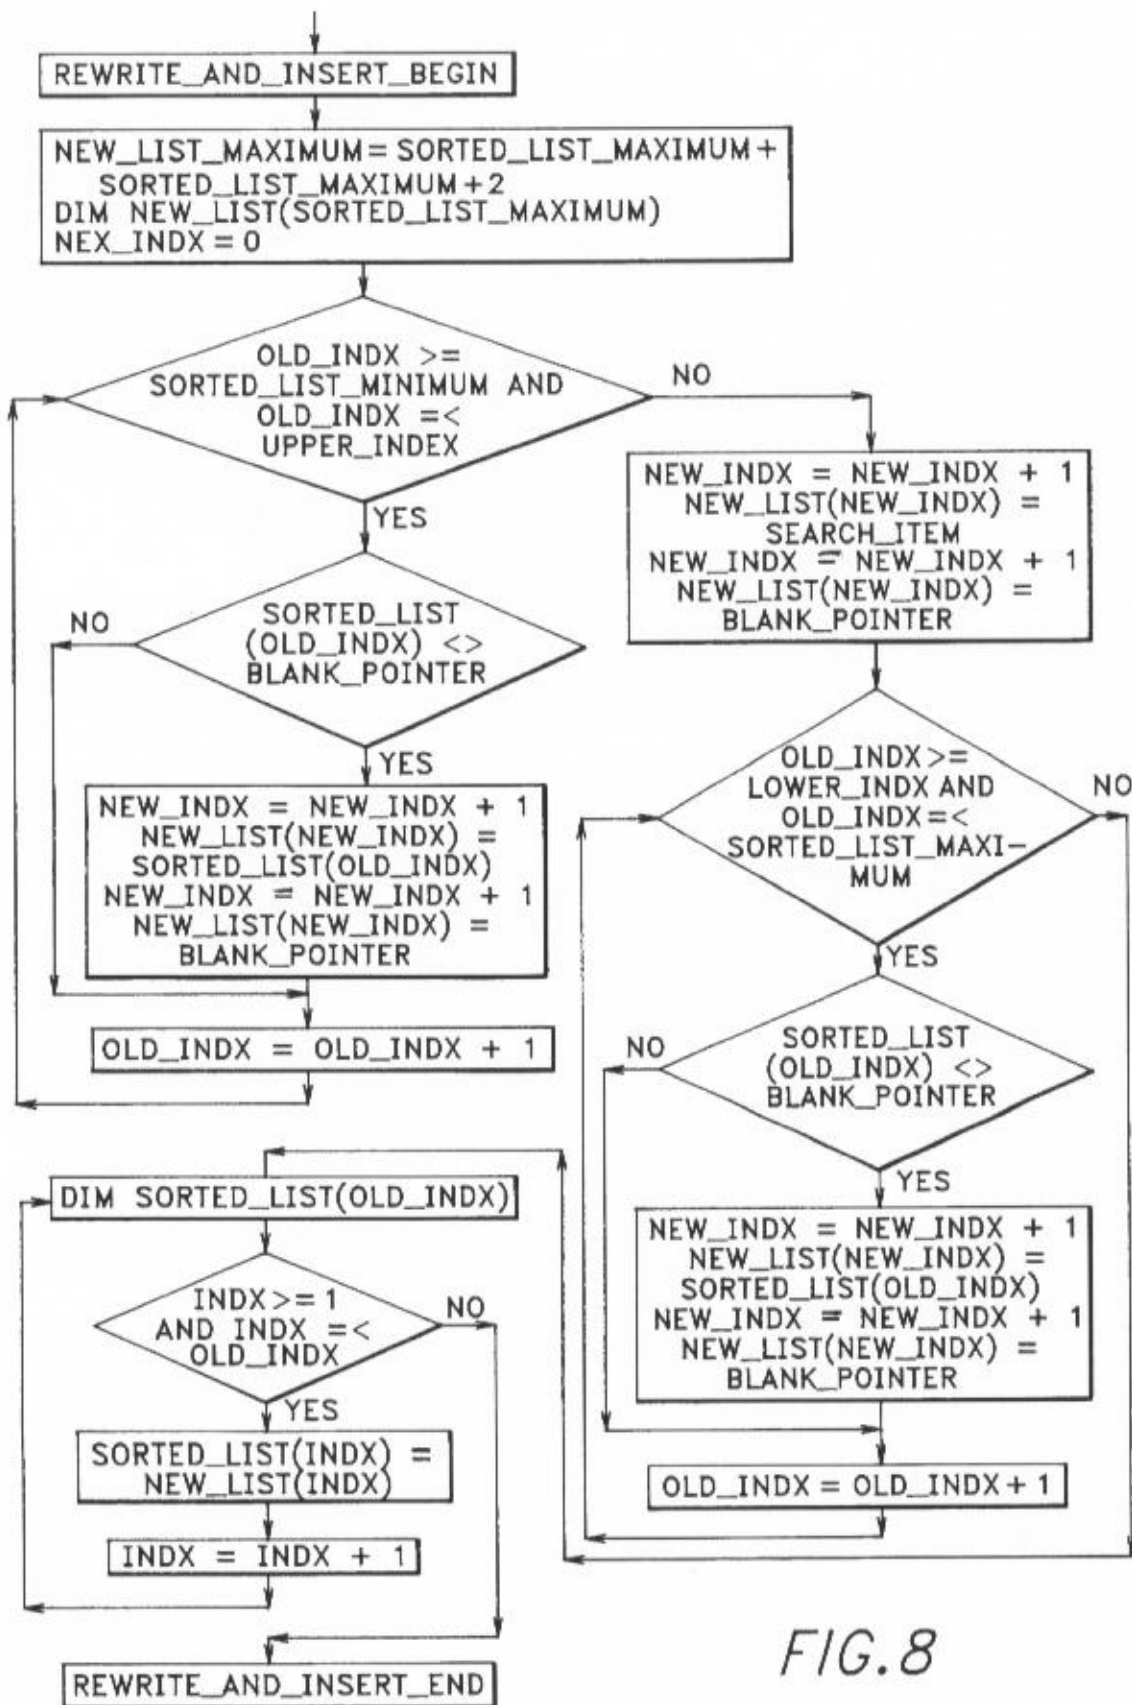 REWRITE_AND_INSERT_BEGIN
NEW_LIST_MAXIMUM=SORTED_LIST_MAXIMUM+
SORTED_LIST_MAXIMUM+2
DIM NEW_LIST(SORTED_LIST_MAXIMUM)
NEX_INDX=0
OLD_INDX >=
SORTED_LIST_MINIMUM AND
OLD_INDX =<
UPPER_INDEX
NO
YES
SORTED_LIST
(OLD_INDX) <>
BLANK_POINTER
NO
YES
NEW_INDX = NEW_INDX + 1
NEW_LIST(NEW_INDX) =
SORTED_LIST(OLD_INDX)
NEW_INDX = NEW_INDX + 1
NEW_LIST(NEW_INDX) =
BLANK_POINTER
OLD_INDX = OLD_INDX + 1
NEW_INDX = NEW_INDX + 1
NEW_LIST(NEW_INDX) =
SEARCH_ITEM
NEW_INDX = NEW_INDX + 1
NEW_LIST(NEW_INDX) =
BLANK_POINTER
OLD_INDX>=
LOWER_INDX AND
OLD_INDX=<
SORTED_LIST_MAXI-
MUM
NO
YES
SORTED_LIST
(OLD_INDX) <>
BLANK_POINTER
NO
YES
NEW_INDX = NEW_INDX + 1
NEW_LIST(NEW_INDX) =
SORTED_LIST(OLD_INDX)
NEW_INDX = NEW_INDX + 1
NEW_LIST(NEW_INDX) =
BLANK_POINTER
OLD_INDX=OLD_INDX+1
DIM SORTED_LIST(OLD_INDX)
INDX>=1
AND INDX =<
OLD_INDX
NO
YES
SORTED_LIST(INDX) =
NEW_LIST(INDX)
INDX = INDX + 1
REWRITE_AND_INSERT_END
FIG.8